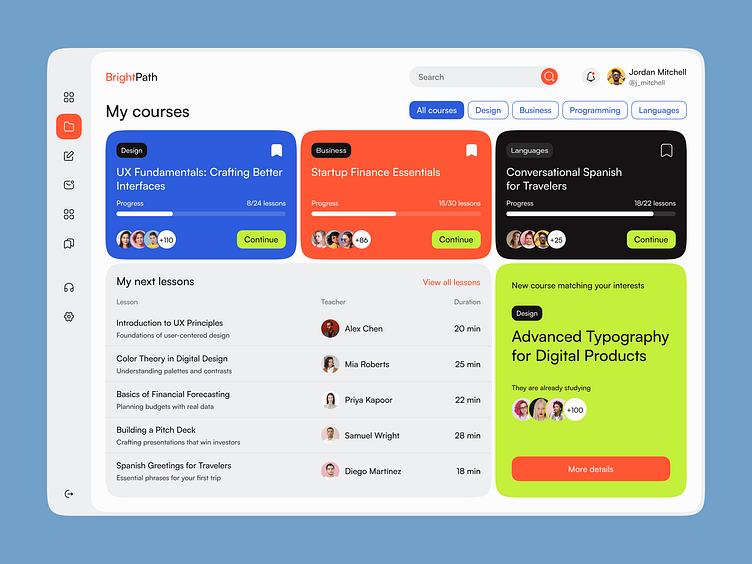 BrightPath
Search
Jordan Mitchell
@j_mitchell
My courses
All courses
Design
Business
Programming
Languages
Design
UX Fundamentals: Crafting Better
Interfaces
Progress
8/24 lessons
+110
Continue
Business
Startup Finance Essentials
Progress
15/30 lessons
+86
Continue
Languages
Conversational Spanish
for Travelers
Progress
18/22 lessons
+25
Continue
My next lessons
View all lessons
Lesson
Teacher
Duration
Introduction to UX Principles
Foundations of user-centered design
Alex Chen
20 min
Color Theory in Digital Design
Understanding palettes and contrasts
Mia Roberts
25 min
Basics of Financial Forecasting
Planning budgets with real data
Priya Kapoor
22 min
Building a Pitch Deck
Crafting presentations that win investors
Samuel Wright
28 min
Spanish Greetings for Travelers
Essential phrases for your first trip
Diego Martinez
18 min
New course matching your interests
Design
Advanced Typography
for Digital Products
They are already studying
+100
More details